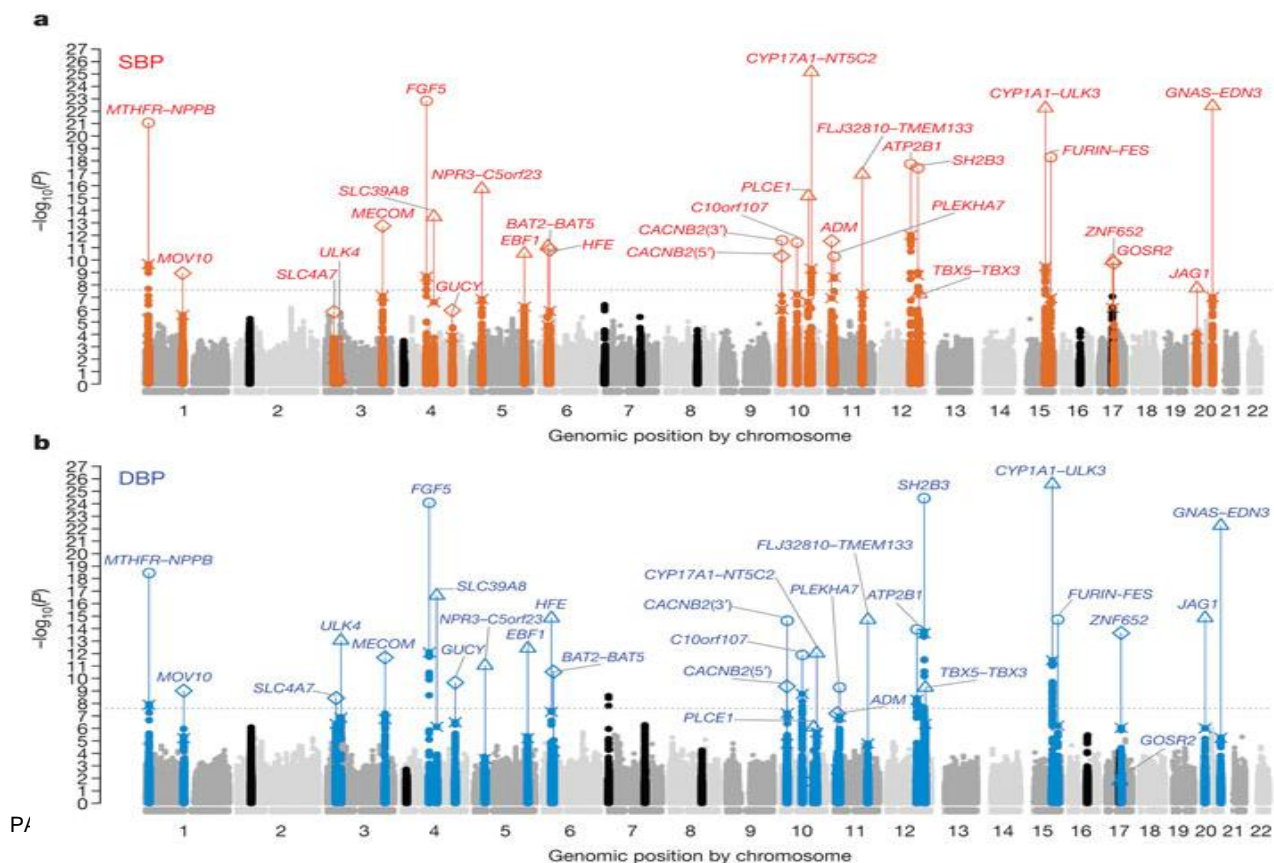 a
SBP
CYP17A1–NT5C2
FGF5
CYP1A1–ULK3
GNAS–EDN3
MTHFR–NPPB
FLJ32810–TMEM133
ATP2B1
SH2B3
FURIN–FES
NPR3–C5orf23
SLC39A8
PLCE1
MECOM
C10orf107
PLEKHA7
BAT2–BAT5
CACNB2(3′)
ADM
EBF1
HFE
ULK4
CACNB2(5′)
ZNF652
GOSR2
MOV10
SLC4A7
TBX5–TBX3
GUCY
JAG1
27
26
25
24
23
22
21
20
19
18
17
16
15
14
13
12
11
10
9
8
7
6
5
4
3
2
1
0
–log10(P)
1 2 3 4 5 6 7 8 9 10 11 12 13 14 15 16 17 18 19 20 21 22
Genomic position by chromosome
b
DBP
CYP1A1–ULK3
FGF5
SH2B3
GNAS–EDN3
MTHFR–NPPB
FLJ32810–TMEM133
SLC39A8
CYP17A1–NT5C2
PLEKHA7
ATP2B1
FURIN–FES
HFE
JAG1
CACNB2(3′)
NPR3–C5orf23
ULK4
ZNF652
EBF1
MECOM
C10orf107
GUCY
BAT2–BAT5
MOV10
CACNB2(5′)
TBX5–TBX3
SLC4A7
ADM
PLCE1
GOSR2
27
26
25
24
23
22
21
20
19
18
17
16
15
14
13
12
11
10
9
8
7
6
5
4
3
2
1
0
–log10(P)
1 2 3 4 5 6 7 8 9 10 11 12 13 14 15 16 17 18 19 20 21 22
Genomic position by chromosome